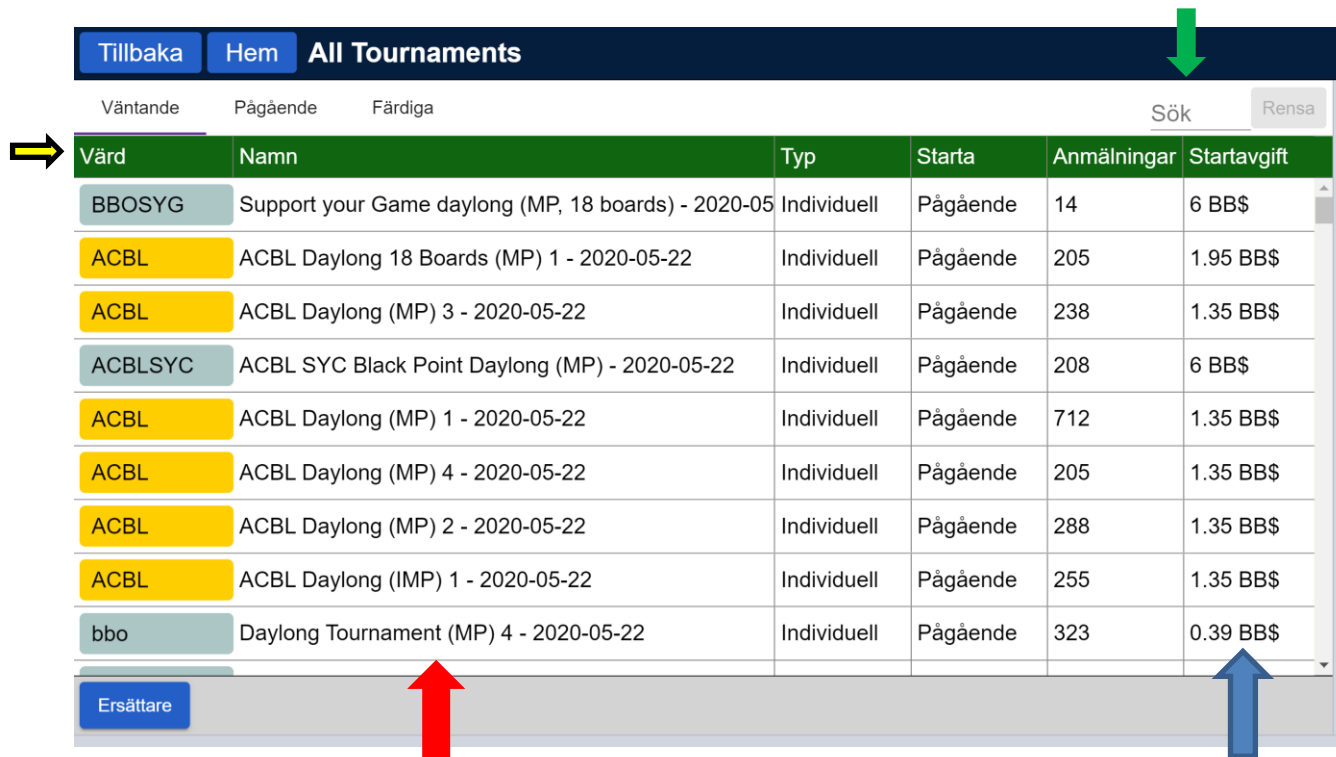 Tillbaka Hem All Tournaments
Väntande Pågående Färdiga Sök Rensa
Värd Namn Typ Starta Anmälningar Startavgift
BBOSYG Support your Game daylong (MP, 18 boards) - 2020-05 Individuell Pågående 14 6 BB$
ACBL ACBL Daylong 18 Boards (MP) 1 - 2020-05-22 Individuell Pågående 205 1.95 BB$
ACBL ACBL Daylong (MP) 3 - 2020-05-22 Individuell Pågående 238 1.35 BB$
ACBLSYC ACBL SYC Black Point Daylong (MP) - 2020-05-22 Individuell Pågående 208 6 BB$
ACBL ACBL Daylong (MP) 1 - 2020-05-22 Individuell Pågående 712 1.35 BB$
ACBL ACBL Daylong (MP) 4 - 2020-05-22 Individuell Pågående 205 1.35 BB$
ACBL ACBL Daylong (MP) 2 - 2020-05-22 Individuell Pågående 288 1.35 BB$
ACBL ACBL Daylong (IMP) 1 - 2020-05-22 Individuell Pågående 255 1.35 BB$
bbo Daylong Tournament (MP) 4 - 2020-05-22 Individuell Pågående 323 0.39 BB$
Ersättare